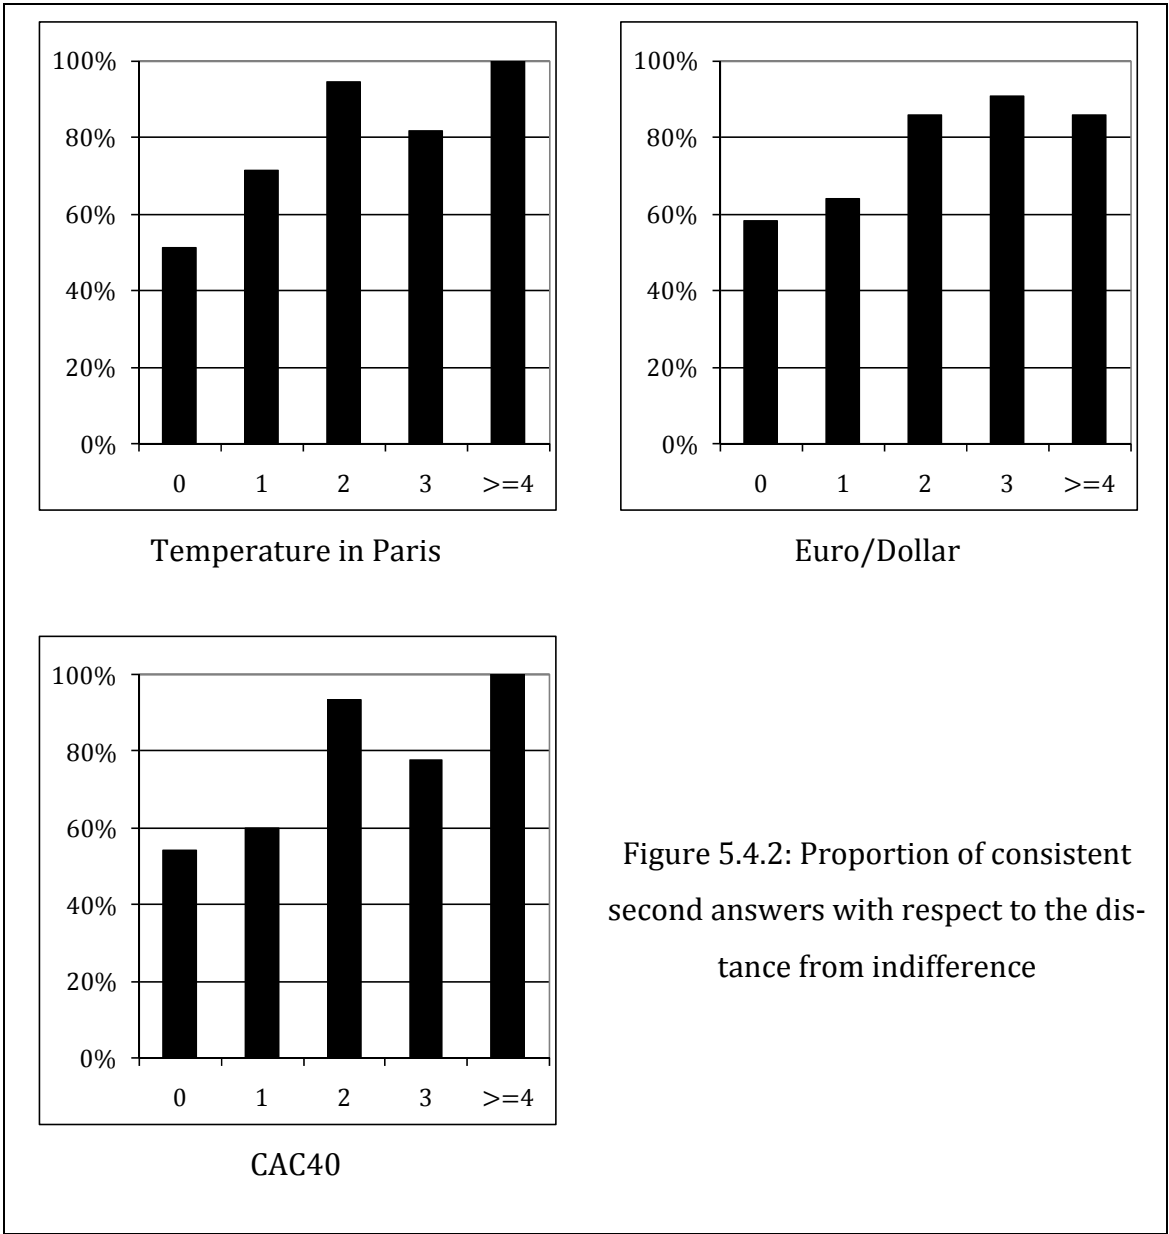 100%
80%
60%
40%
20%
0%
0 1 2 3 >=4
Temperature in Paris
100%
80%
60%
40%
20%
0%
0 1 2 3 >=4
Euro/Dollar
100%
80%
60%
40%
20%
0%
0 1 2 3 >=4
CAC40
Figure 5.4.2: Proportion of consistent
second answers with respect to the dis-
tance from indifference